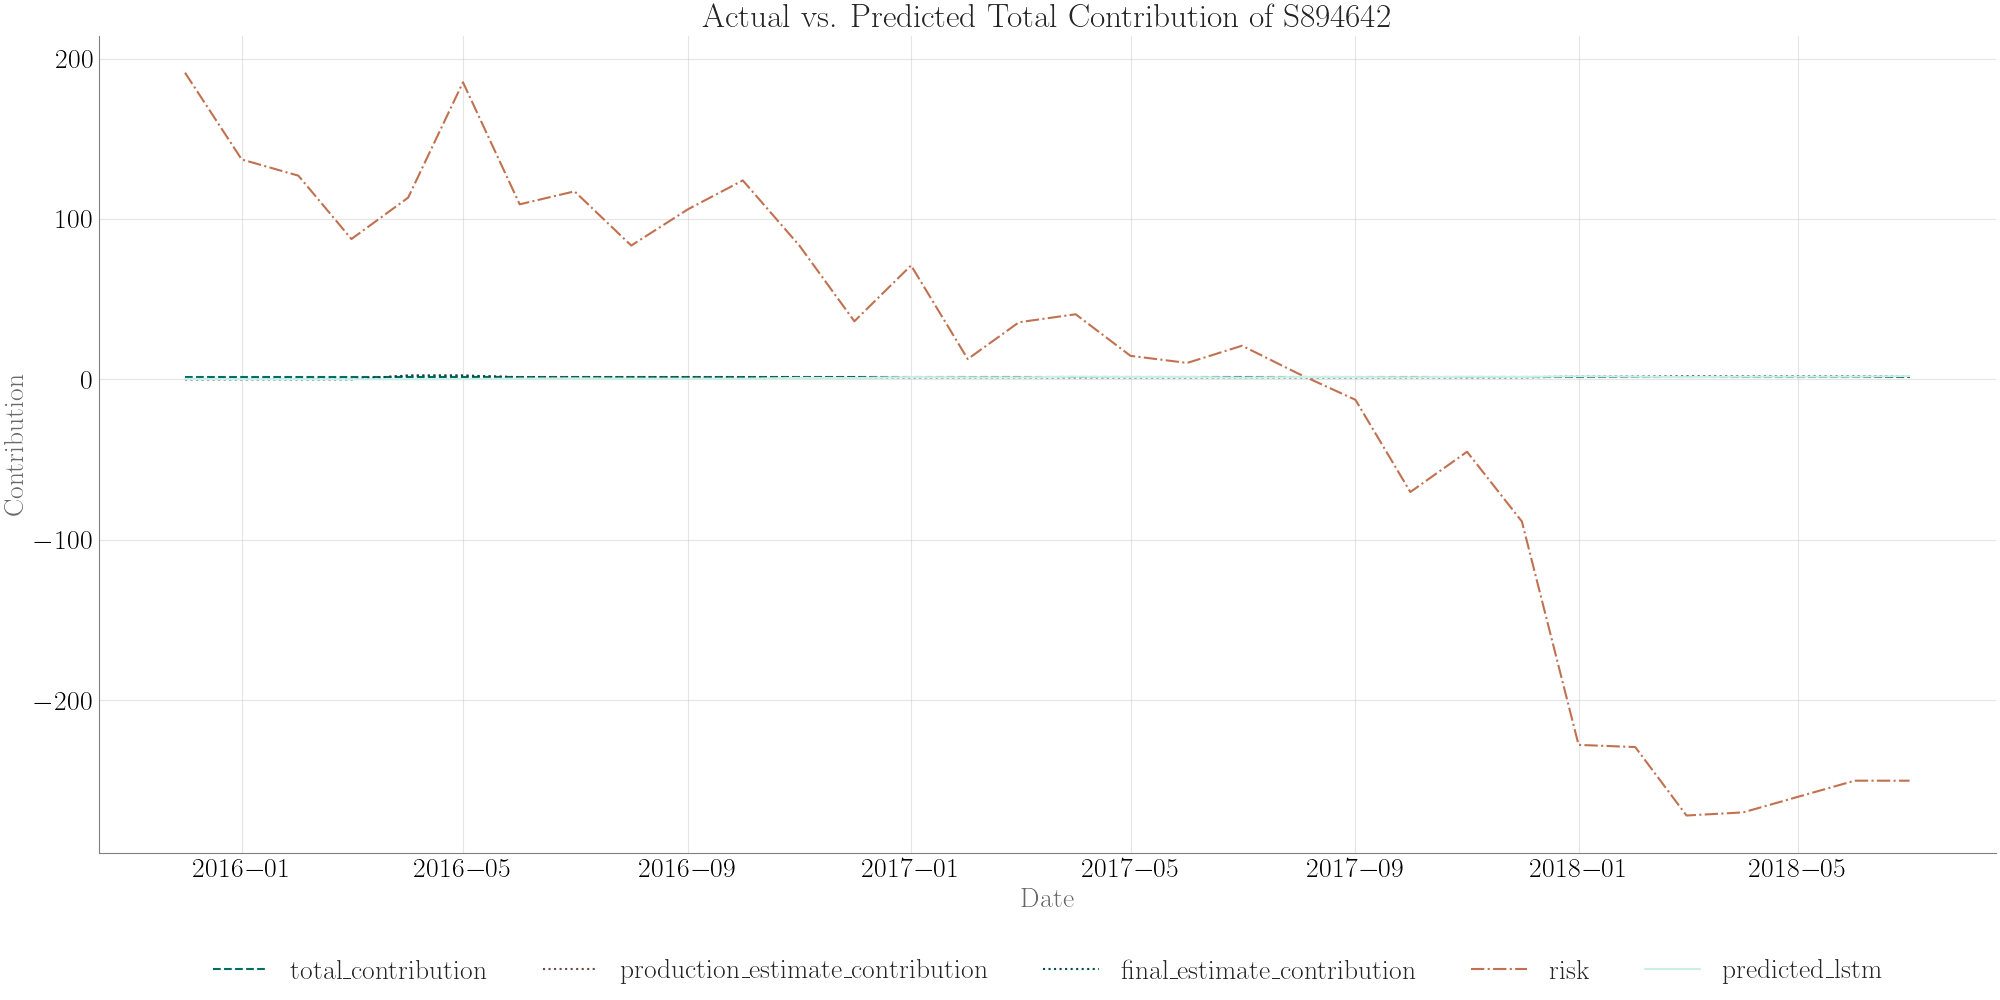 Actual vs. Predicted Total Contribution of S894642
200
100
0
−100
−200
Contribution
2016−01 2016−05 2016−09 2017−01 2017−05 2017−09 2018−01 2018−05
Date
total_contribution production_estimate_contribution final_estimate_contribution risk predicted_lstm